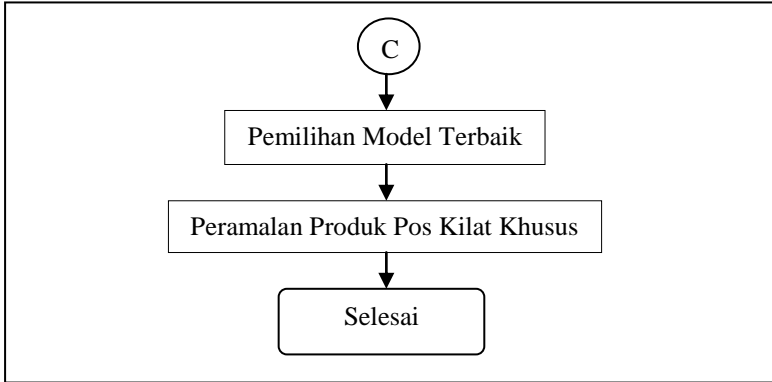 C
Pemilihan Model Terbaik
Peramalan Produk Pos Kilat Khusus
Selesai